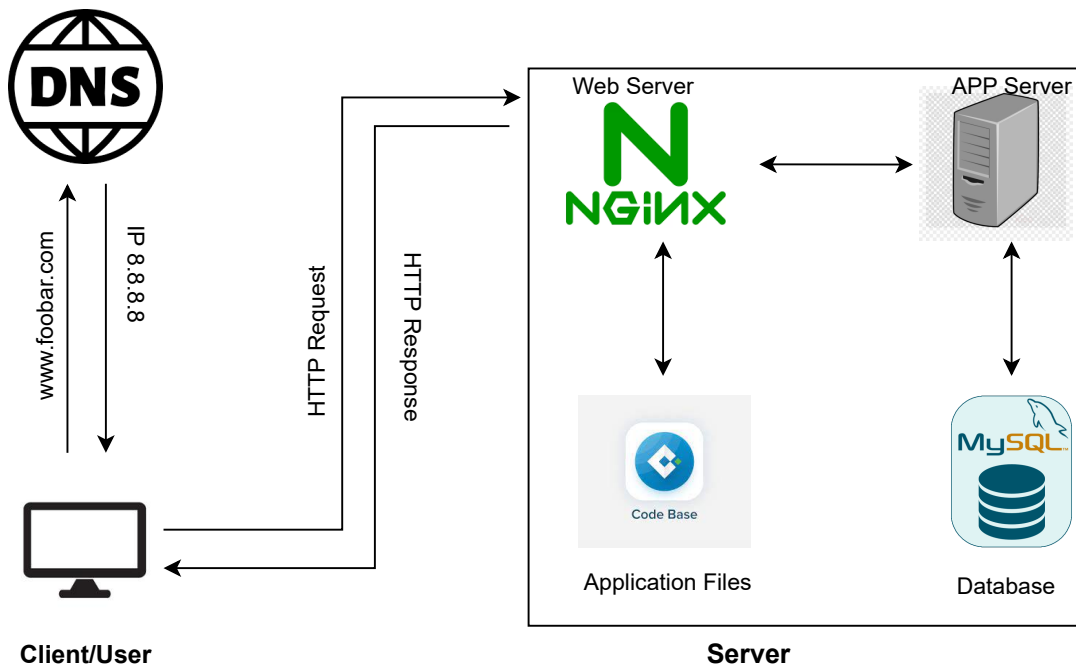 DNS
www.foobar.com
IP 8.8.8.8
HTTP Request
HTTP Response
Web Server
APP Server
NGINX
Code Base
MySQL
Application Files
Database
Client/User
Server